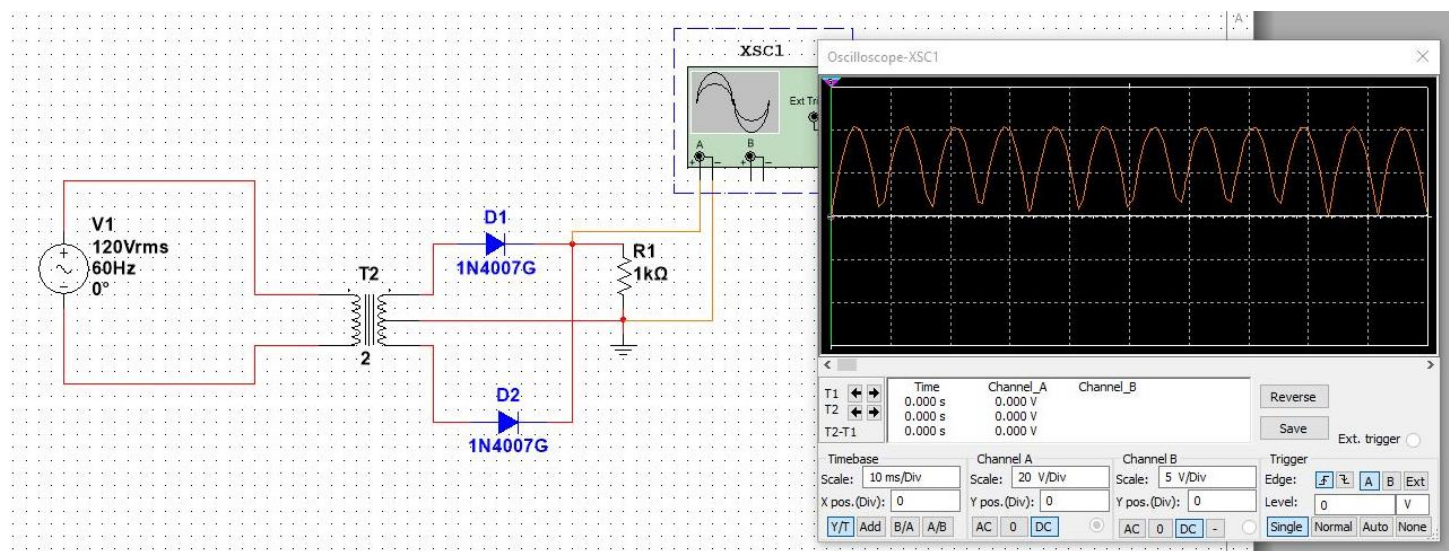 A
XSC1
Ext Tri
A
B
+
-
+
-
V1
120Vrms
60Hz
0°
T2
2
D1
1N4007G
R1
1kΩ
D2
1N4007G
Oscilloscope-XSC1
Time Channel_A Channel_B
T1 0.000 s 0.000 V
T2 0.000 s 0.000 V
T2-T1 0.000 s 0.000 V
Reverse
Save
Ext. trigger
Timebase
Scale: 10 ms/Div
X pos.(Div): 0
Y/T Add B/A A/B
Channel A
Scale: 20 V/Div
Y pos.(Div): 0
AC 0 DC
Channel B
Scale: 5 V/Div
Y pos.(Div): 0
AC 0 DC -
Trigger
Edge: A B Ext
Level: 0 V
Single Normal Auto None